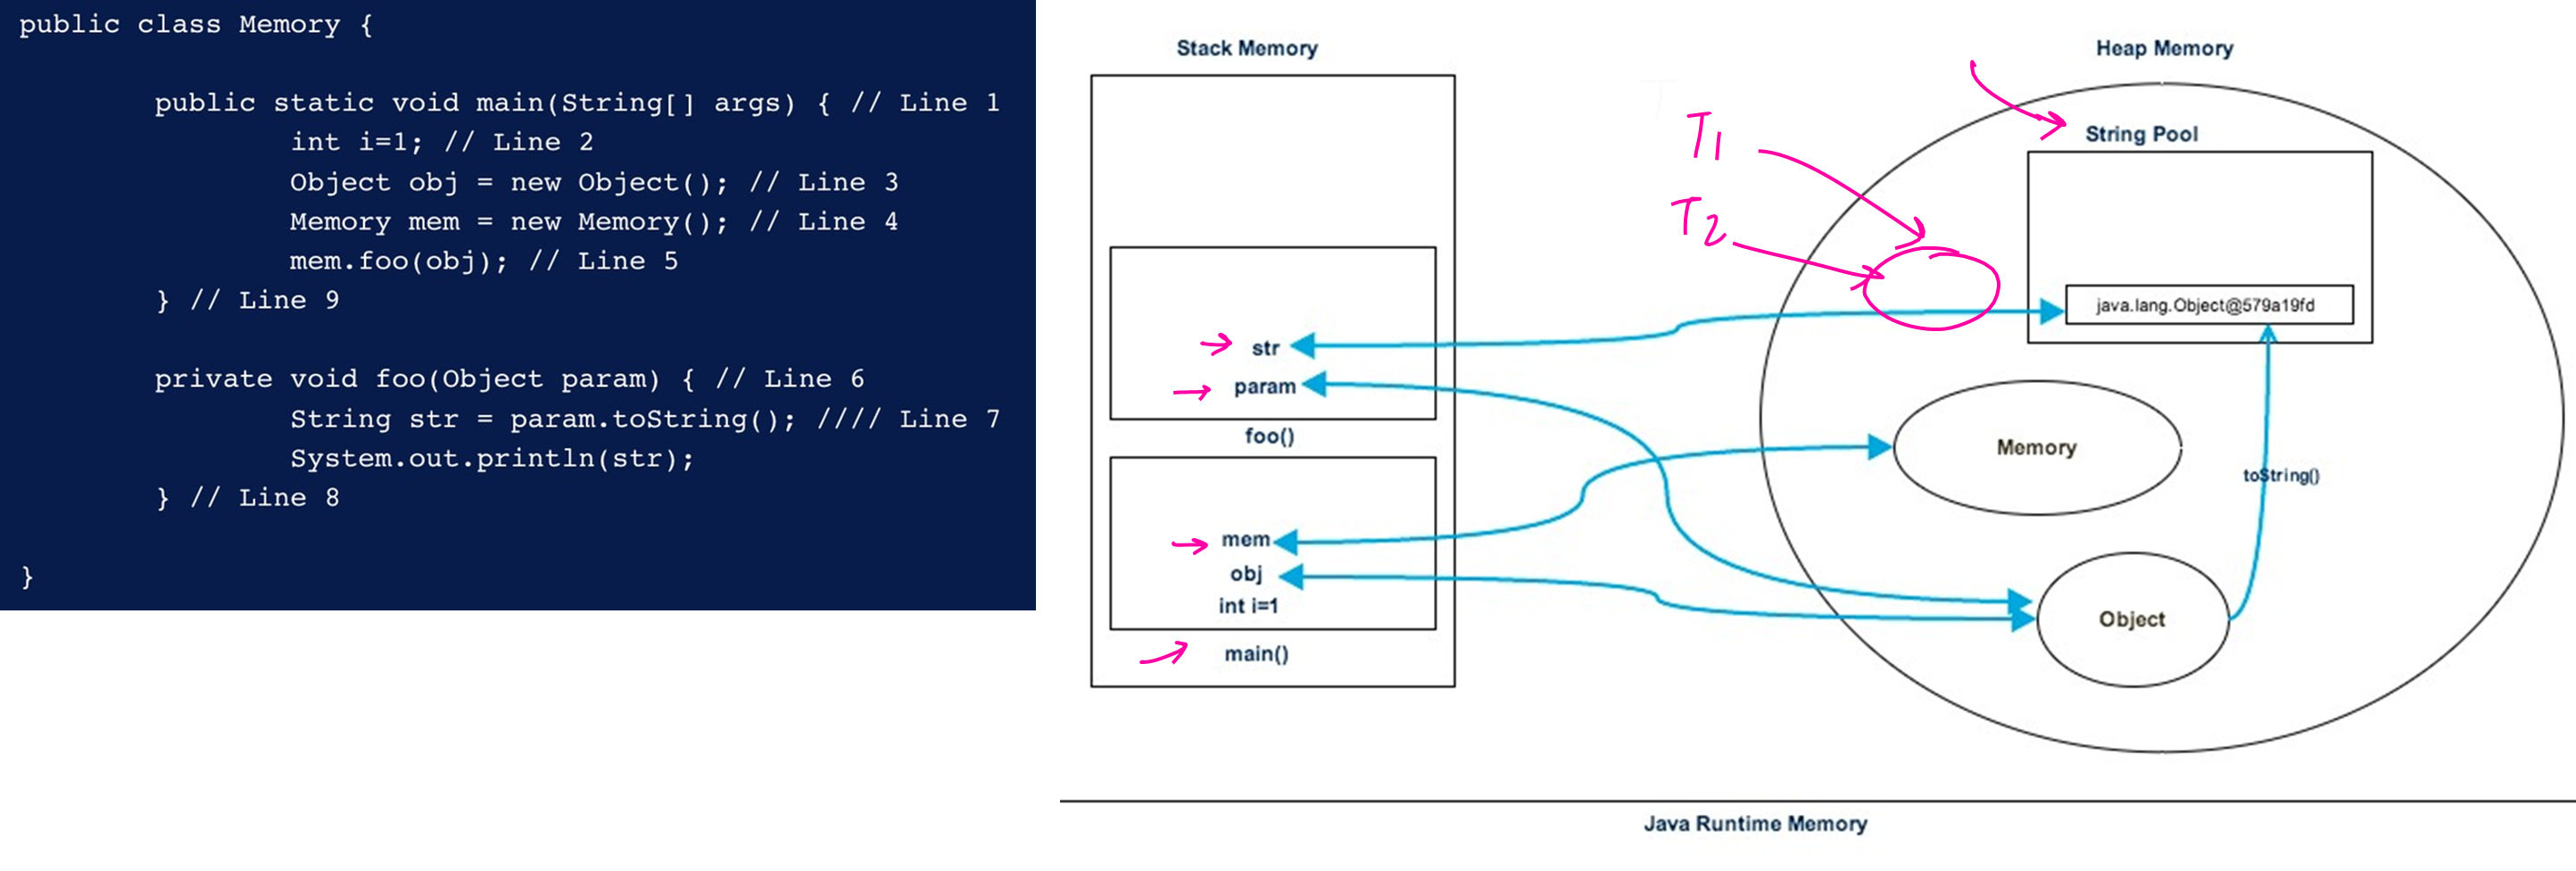 public class Memory {
public static void main(String[] args) { // Line 1
int i=1; // Line 2
Object obj = new Object(); // Line 3
Memory mem = new Memory(); // Line 4
mem.foo(obj); // Line 5
} // Line 9
private void foo(Object param) { // Line 6
String str = param.toString(); //// Line 7
System.out.println(str);
} // Line 8
}
Stack Memory
str
param
foo()
mem
obj
int i=1
main()
T1
T2
Heap Memory
String Pool
java.lang.Object@579a19fd
Memory
toString()
Object
Java Runtime Memory